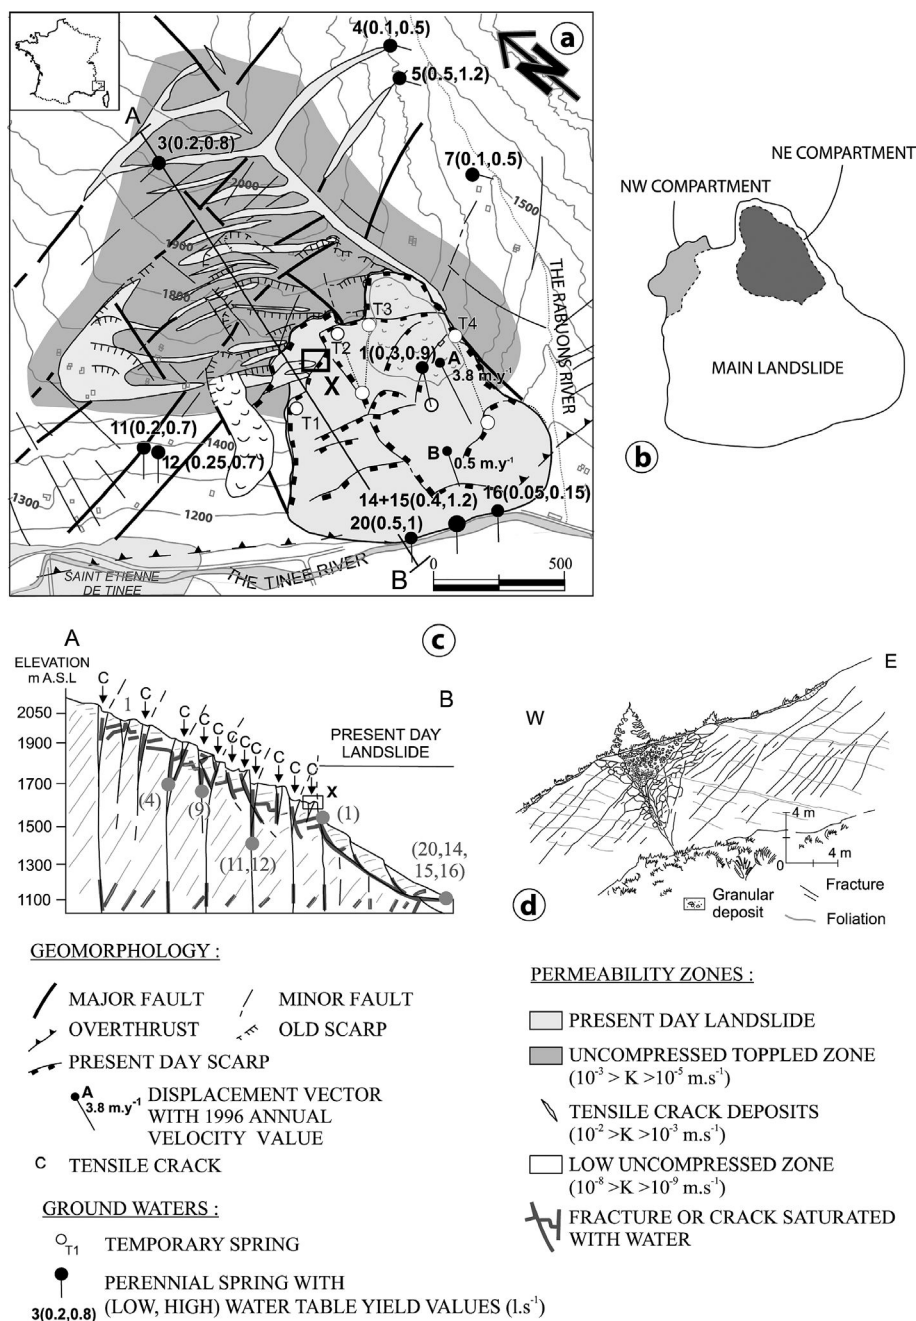 a
4(0.1,0.5)
5(0.5,1.2)
N
A
3(0.2,0.8)
7(0.1,0.5)
2000
1500
1900
1800
THE RABUONS RIVER
T3
T2
T4
1(0.3,0.9)
A
3.8 m.y-1
X
T1
11(0.2,0.7)
12 (0.25,0.7)
1400
B
0.5 m.y-1
1300
1200
14+15(0.4,1.2)
16(0.05,0.15)
20(0.5,1)
SAINT ETIENNE
DE TINEE
THE TINEE RIVER
B
0
500
NE COMPARTMENT
NW COMPARTMENT
MAIN LANDSLIDE
b
c
A
ELEVATION
m A.S.L
B
C
1
C
C
C
C
C
C
C
C
C
C
PRESENT DAY
LANDSLIDE
2050
1900
1700
1500
1300
1100
X
(4)
(9)
(1)
(11,12)
(20,14,
15,16)
E
W
4 m
0
4 m
d
Granular
deposit
Fracture
Foliation
GEOMORPHOLOGY :
MAJOR FAULT
MINOR FAULT
OVERTHRUST
OLD SCARP
PRESENT DAY SCARP
A
3.8 m.y-1
DISPLACEMENT VECTOR
WITH 1996 ANNUAL
VELOCITY VALUE
C TENSILE CRACK
GROUND WATERS :
T1 TEMPORARY SPRING
PERENNIAL SPRING WITH
3(0.2,0.8) (LOW, HIGH) WATER TABLE YIELD VALUES (l.s-1)
PERMEABILITY ZONES :
PRESENT DAY LANDSLIDE
UNCOMPRESSED TOPPLED ZONE
(10-3 > K >10-5 m.s-1)
TENSILE CRACK DEPOSITS
(10-2 >K >10-3 m.s-1)
LOW UNCOMPRESSED ZONE
(10-8 >K >10-9 m.s-1)
FRACTURE OR CRACK SATURATED
WITH WATER